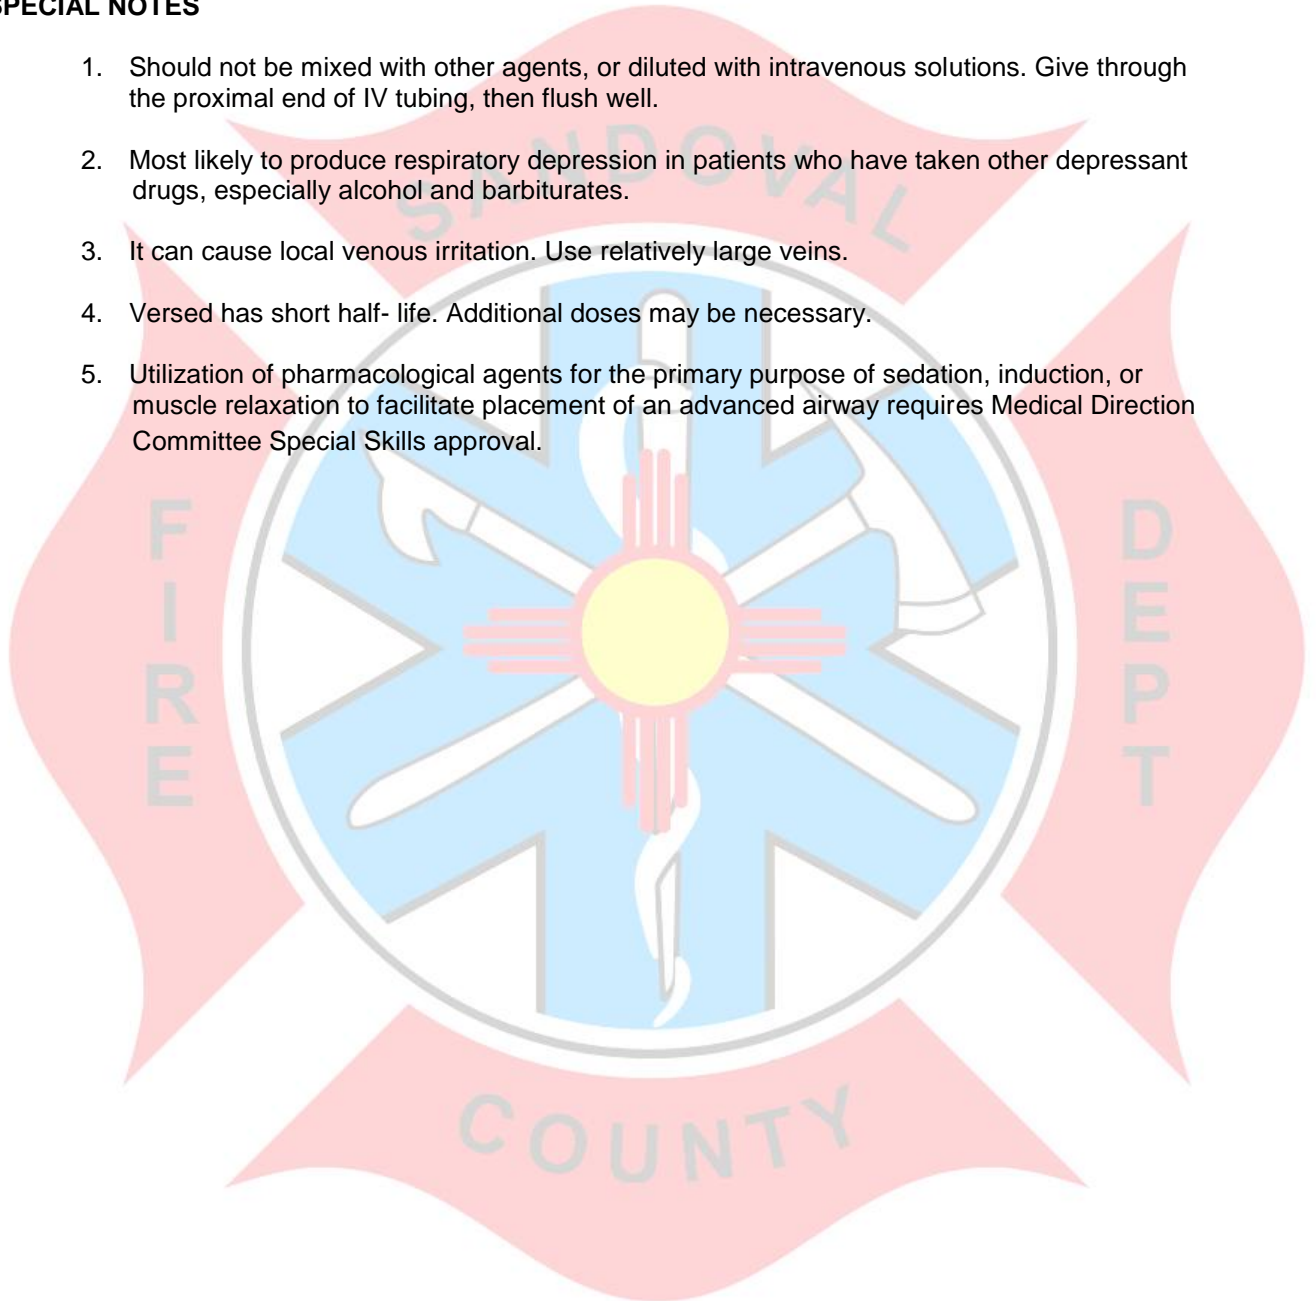 SPECIAL NOTES
1. Should not be mixed with other agents, or diluted with intravenous solutions. Give through
the proximal end of IV tubing, then flush well.
2. Most likely to produce respiratory depression in patients who have taken other depressant
drugs, especially alcohol and barbiturates.
3. It can cause local venous irritation. Use relatively large veins.
4. Versed has short half- life. Additional doses may be necessary.
5. Utilization of pharmacological agents for the primary purpose of sedation, induction, or
muscle relaxation to facilitate placement of an advanced airway requires Medical Direction
Committee Special Skills approval.
SANDOVAL
FIRE
DEPT
COUNTY